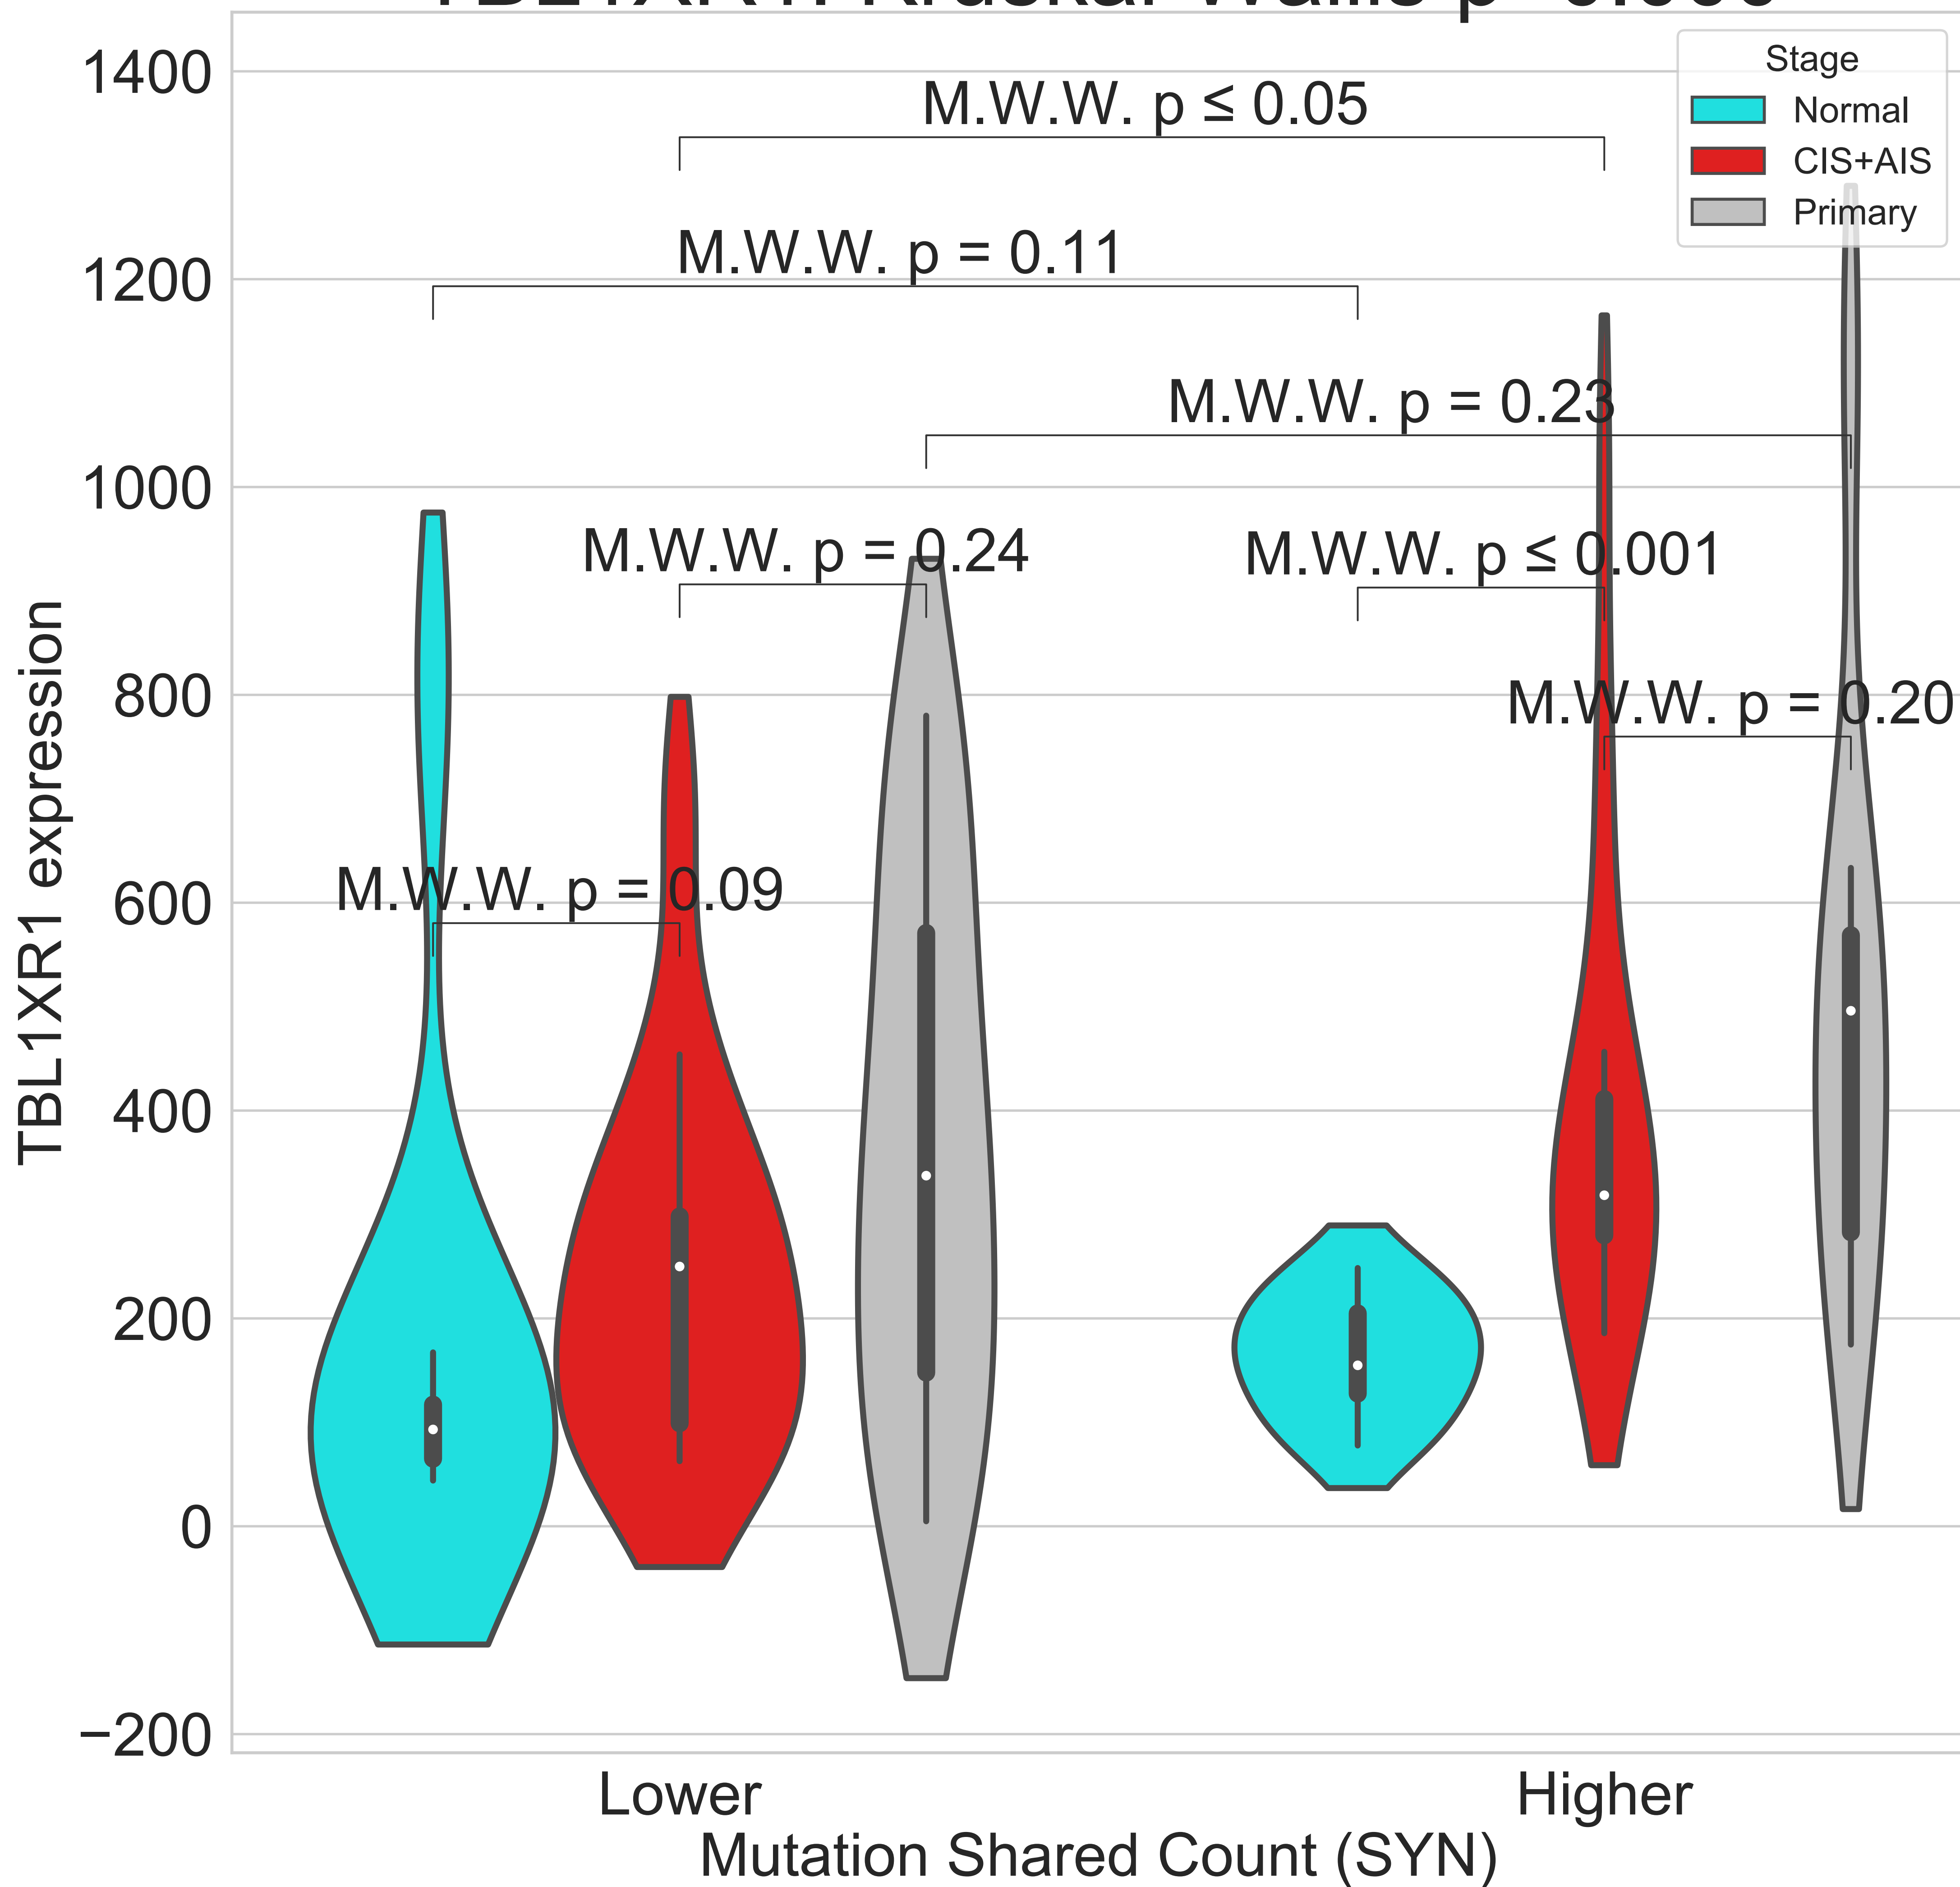 1400
1200
1000
800
600
400
200
0
−200
TBL1XR1 expression
Stage
Normal
CIS+AIS
Primary
M.W.W. p ≤ 0.05
M.W.W. p = 0.11
M.W.W. p = 0.23
M.W.W. p = 0.24
M.W.W. p ≤ 0.001
M.W.W. p = 0.20
M.W.W. p = 0.09
Lower
Higher
Mutation Shared Count (SYN)